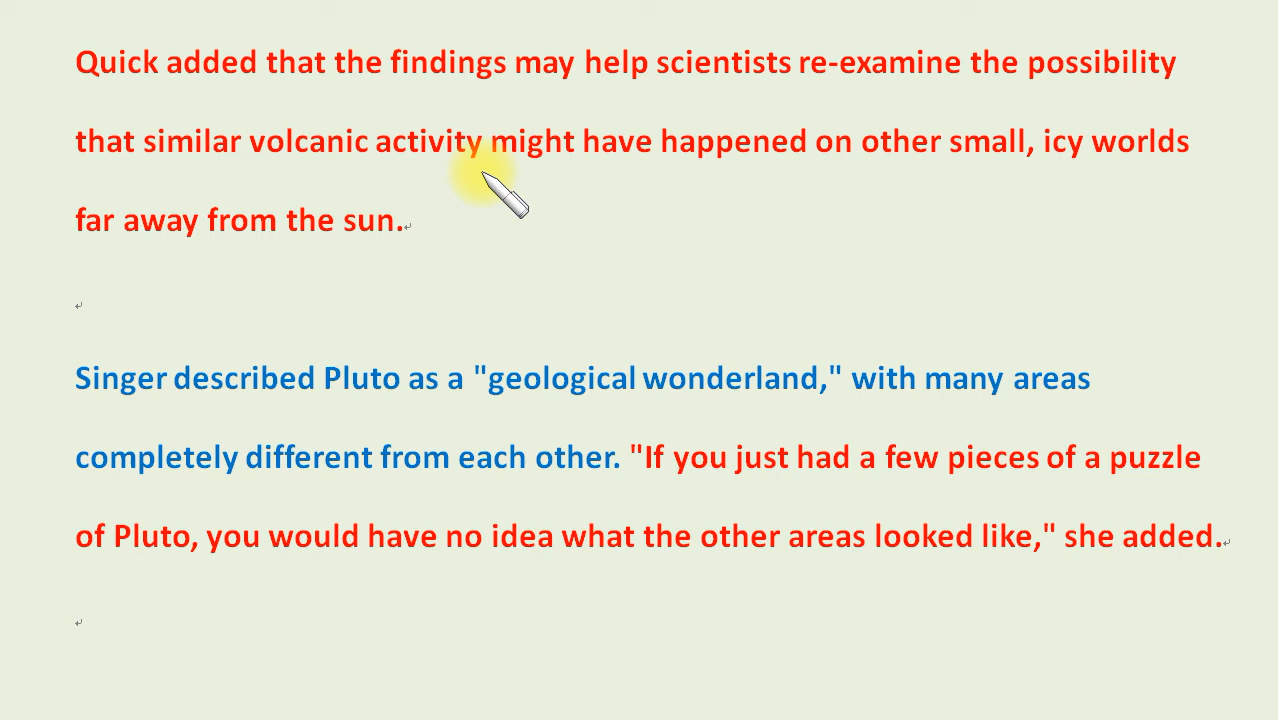 Quick added that the findings may help scientists re-examine the possibility
that similar volcanic activity might have happened on other small, icy worlds
far away from the sun.
Singer described Pluto as a "geological wonderland," with many areas
completely different from each other. "If you just had a few pieces of a puzzle
of Pluto, you would have no idea what the other areas looked like," she added.